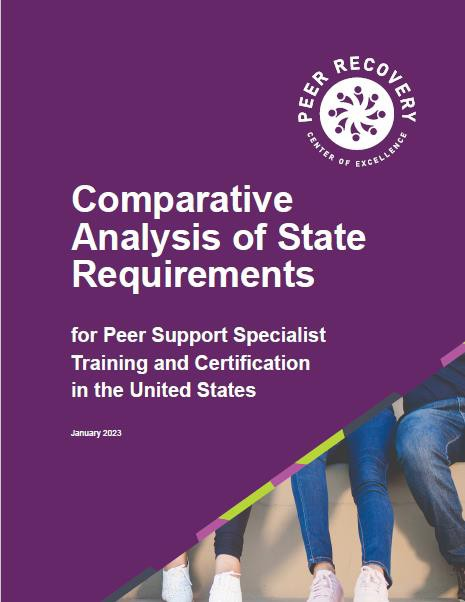 PEER RECOVERY
CENTER OF EXCELLENCE
Comparative
Analysis of State
Requirements
for Peer Support Specialist
Training and Certification
in the United States
January 2023